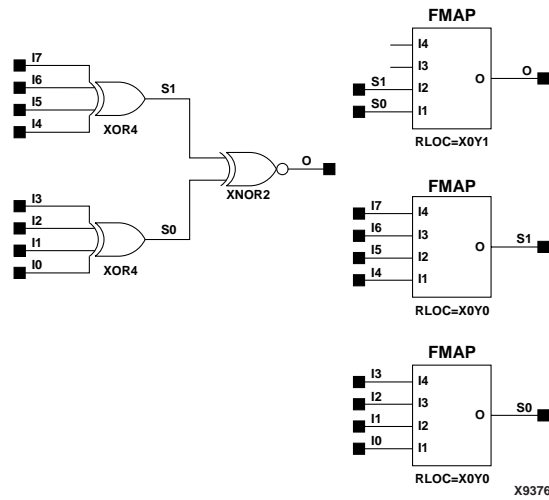 I7
I6
I5
I4
XOR4
S1
I3
I2
I1
I0
XOR4
S0
XNOR2
O
FMAP
I4
I3
S1 I2
S0 I1
O O
RLOC=X0Y1
FMAP
I7 I4
I6 I3
I5 I2
I4 I1
O S1
RLOC=X0Y0
FMAP
I3 I4
I2 I3
I1 I2
I0 I1
O S0
RLOC=X0Y0
X9376